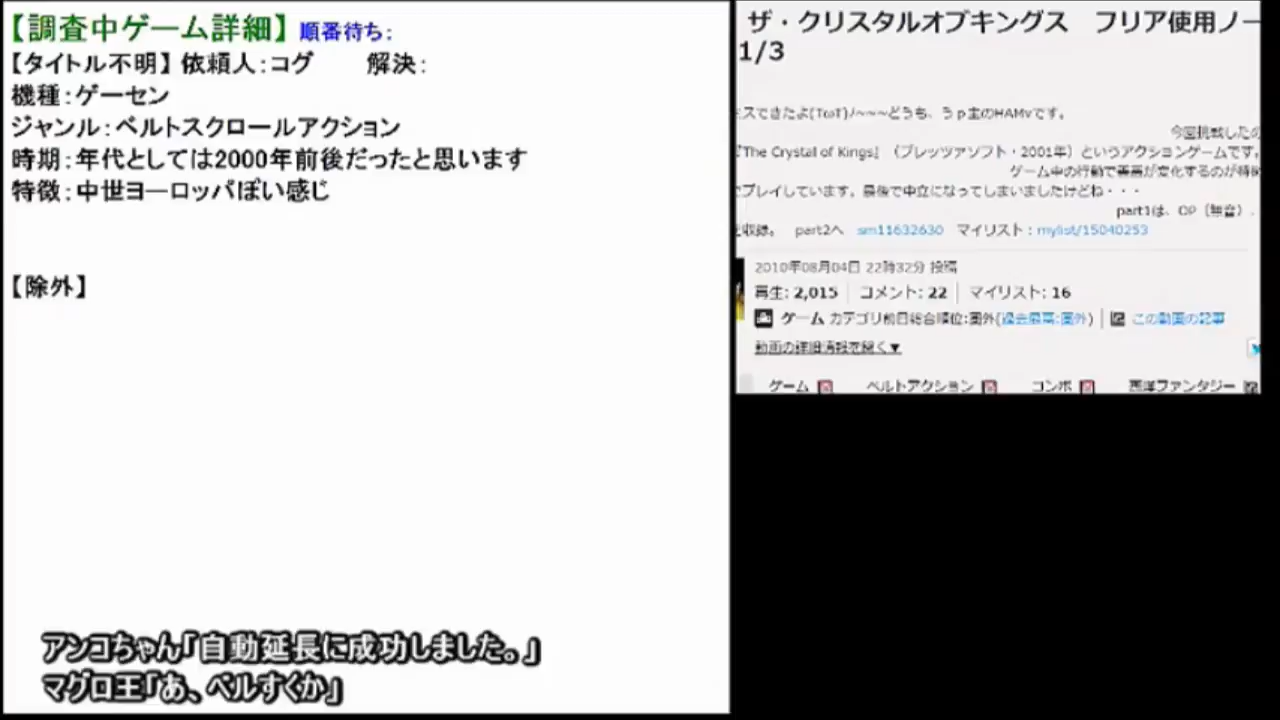 【調査中ゲーム詳細】 順番待ち:
【タイトル不明】 依頼人:コグ 解決:
機種:ゲーセン
ジャンル:ベルトスクロールアクション
時期:年代としては2000年前後だったと思います
特徴:中世ヨーロッパぽい感じ
【除外】
アンコちゃん「自動延長に成功しました。」
マグロ王「あ、ベルすくか」
ザ・クリスタルオブキングス フリア使用ノー
1/3
スできたよ(TωT)/~~~どうも、うp主のHAMVです。
今回挑戦したの
『The Crystal of Kings』 (ブレッツァソフト・2001年) というアクションゲームです。
ゲーム中の行動で善悪が変化するのが特徴
でプレイしています。最後で中立になってしまいましたけどね・・・
part1は、OP(無音)、
を収録。 part2へ sm11632630 マイリスト:mylist/15040253
2010年08月04日 22時32分 投稿
再生: 2,015 コメント: 22 マイリスト: 16
ゲーム カテゴリ前日総合順位:圏外(過去最高:圏外) この動画の記事
動画の詳細情報を開く▼
ゲーム ベルトアクション コンボ 西洋ファンタジー